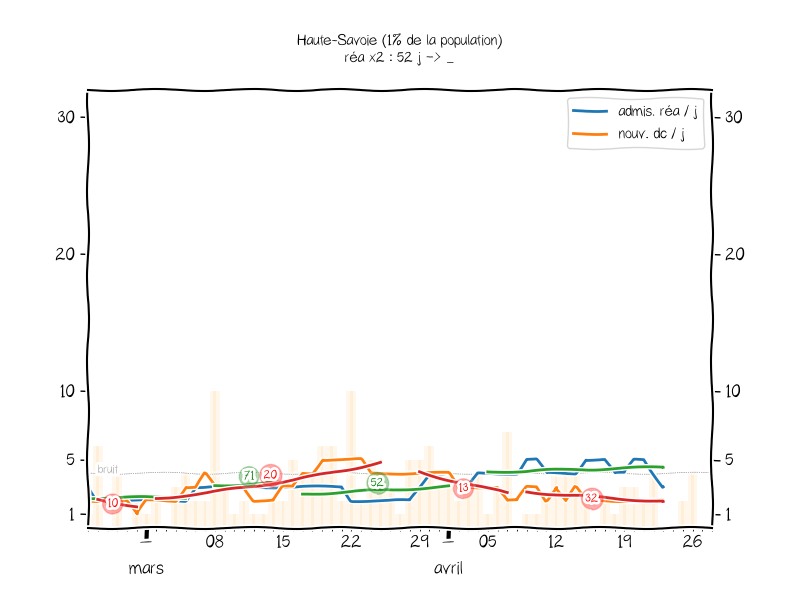 Haute-Savoie (1% de la population)
réa x2 : 52 j -> _
admis. réa / j
nouv. dc / j
30 30
20 20
10 10
5 5
1 1
bruit
10 71 20 52 13 32
1 08 15 22 29 1 05 12 19 26
mars avril